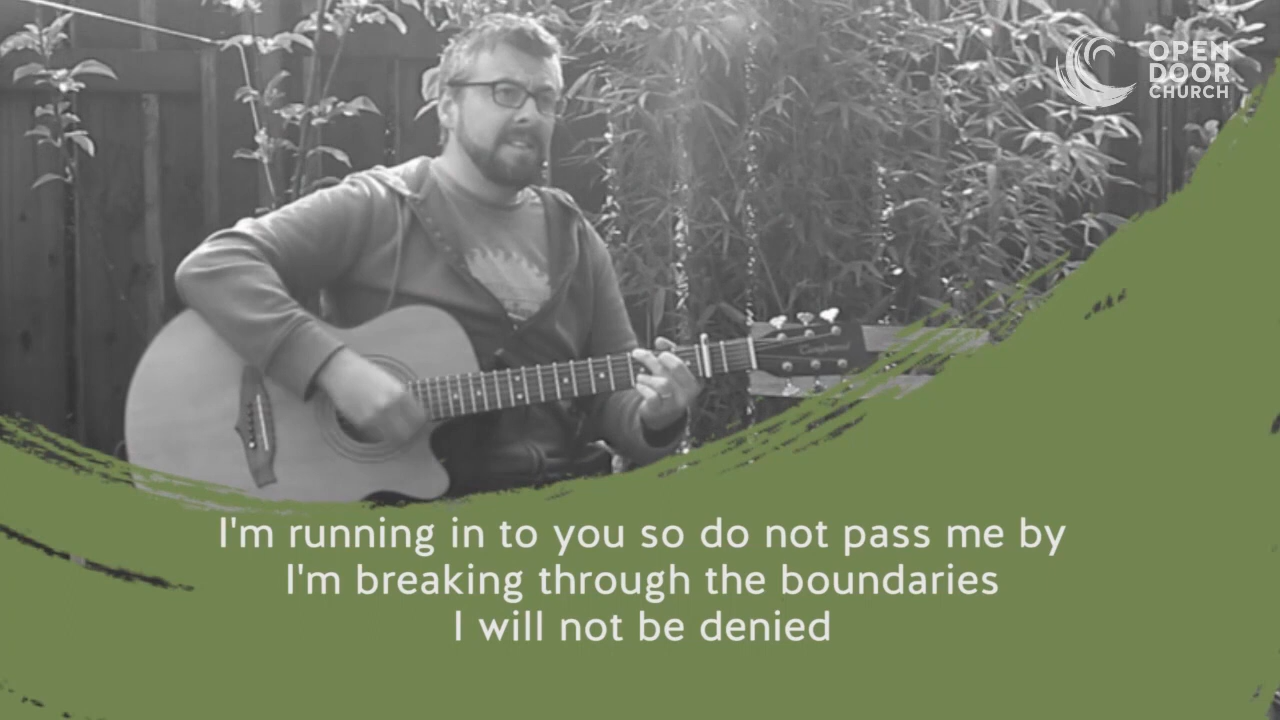 OPEN
DOOR
CHURCH
I'm running in to you so do not pass me by
I'm breaking through the boundaries
I will not be denied